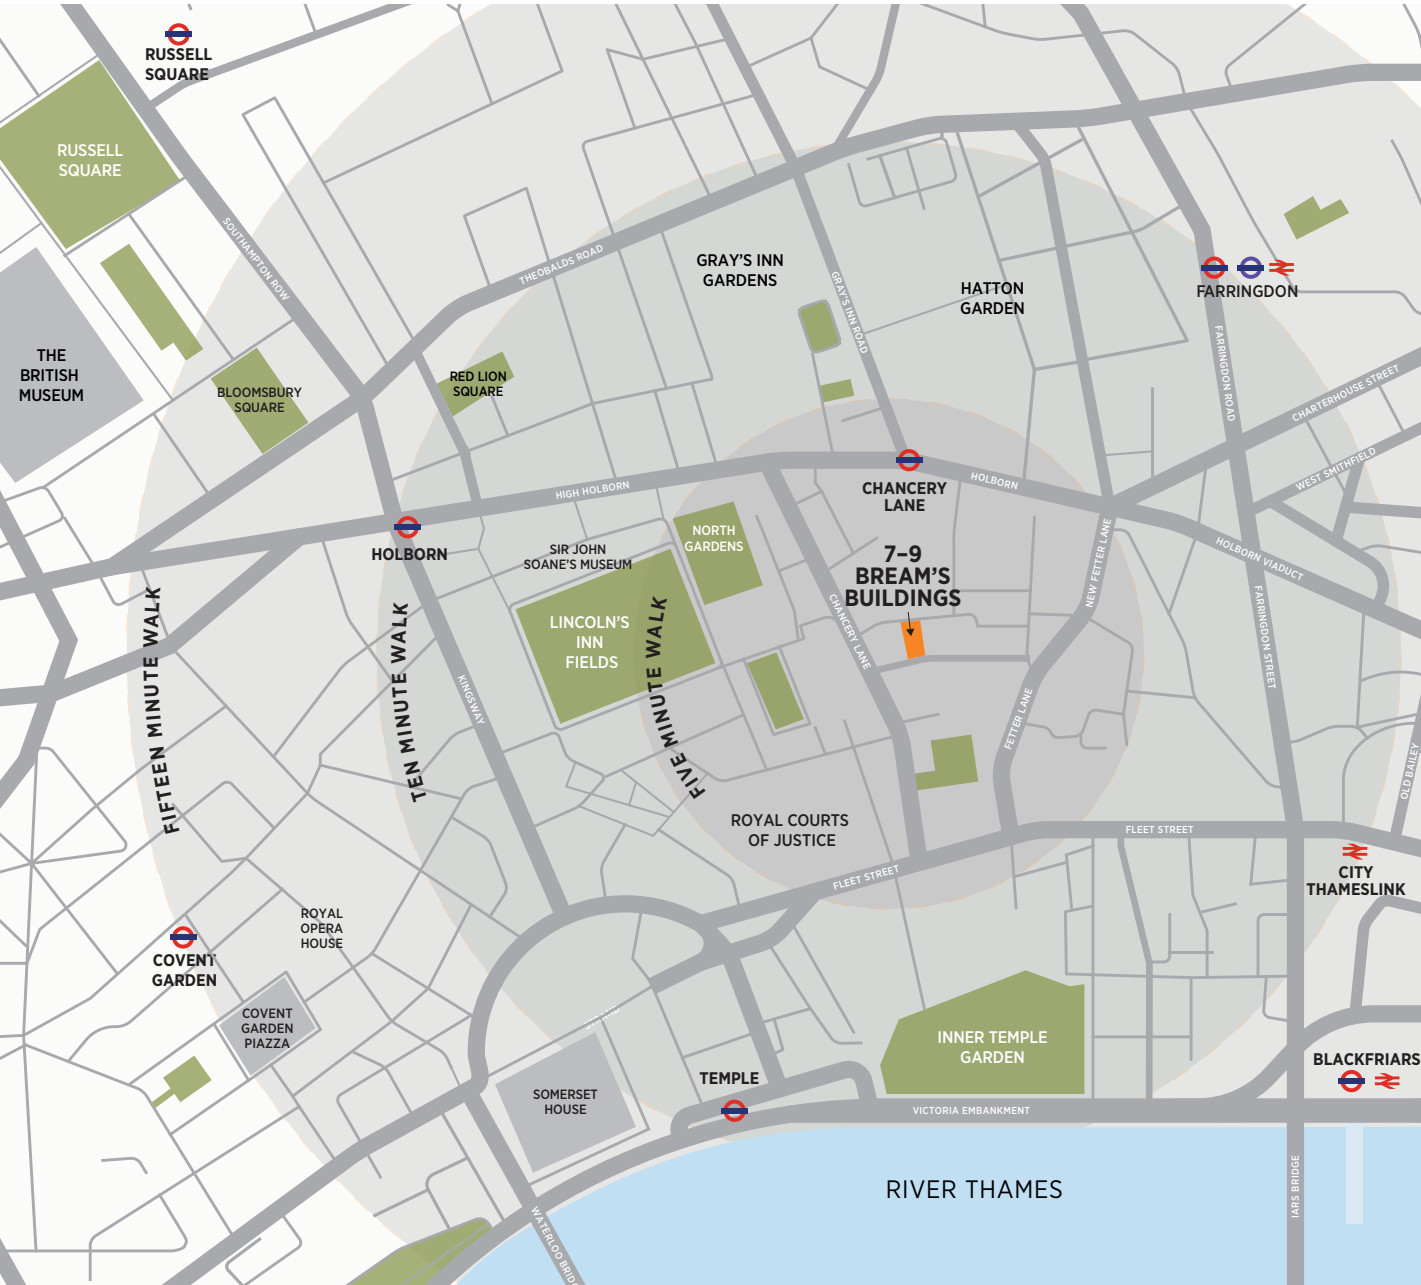 RUSSELL
SQUARE
RUSSELL
SQUARE
SOUTHAMPTON ROW
THEOBALDS ROAD
GRAY'S INN
GARDENS
GRAY'S INN ROAD
HATTON
GARDEN
FARRINGDON
FARRINGDON ROAD
CHARTERHOUSE STREET
WEST SMITHFIELD
THE
BRITISH
MUSEUM
BLOOMSBURY
SQUARE
RED LION
SQUARE
HIGH HOLBORN
CHANCERY
LANE
HOLBORN
HOLBORN
NORTH
GARDENS
SIR JOHN
SOANE'S MUSEUM
7–9
BREAM'S
BUILDINGS
NEW FETTER LANE
HOLBORN VIADUCT
FARRINGDON STREET
LINCOLN'S
INN
FIELDS
CHANCERY LANE
FIFTEEN MINUTE WALK
TEN MINUTE WALK
FIVE MINUTE WALK
KINGSWAY
FETTER LANE
OLD BAILEY
ROYAL COURTS
OF JUSTICE
FLEET STREET
FLEET STREET
CITY
THAMESLINK
ROYAL
OPERA
HOUSE
COVENT
GARDEN
COVENT
GARDEN
PIAZZA
INNER TEMPLE
GARDEN
BLACKFRIARS
TEMPLE
SOMERSET
HOUSE
VICTORIA EMBANKMENT
RIVER THAMES
IARS BRIDGE
WATERLOO BRIDG